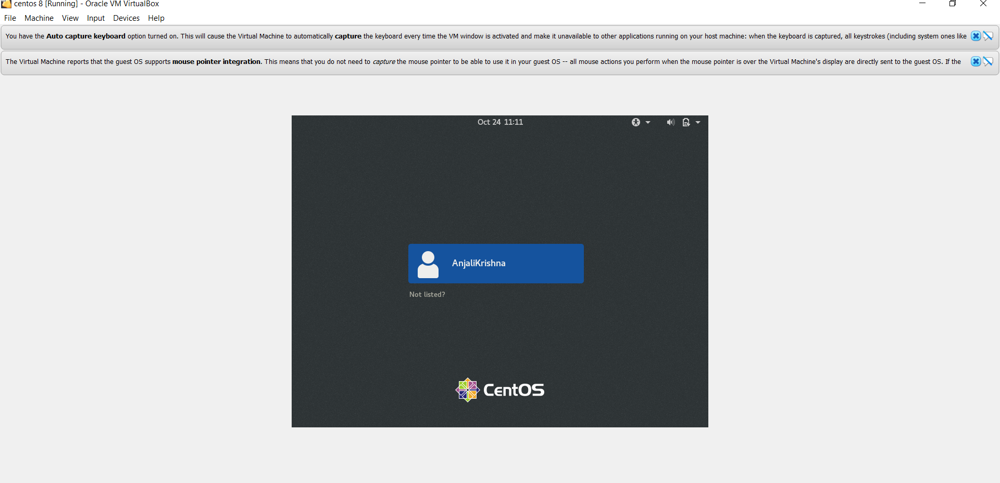 centos 8 [Running] - Oracle VM VirtualBox
File Machine View Input Devices Help
You have the Auto capture keyboard option turned on. This will cause the Virtual Machine to automatically capture the keyboard every time the VM window is activated and make it unavailable to other applications running on your host machine: when the keyboard is captured, all keystrokes (including system ones like
The Virtual Machine reports that the guest OS supports mouse pointer integration. This means that you do not need to capture the mouse pointer to be able to use it in your guest OS -- all mouse actions you perform when the mouse pointer is over the Virtual Machine's display are directly sent to the guest OS. If the
Oct 24 11:11
AnjaliKrishna
Not listed?
CentOS